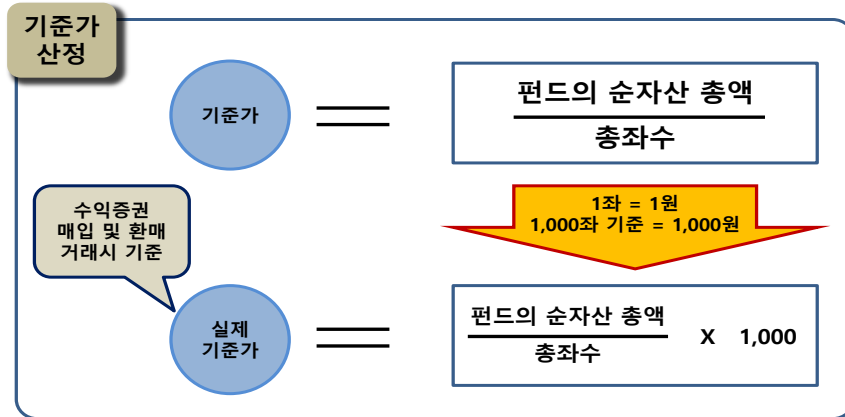 기준가
산정
기준가
펀드의 순자산 총액
총좌수
1좌 = 1원
1,000좌 기준 = 1,000원
수익증권
매입 및 환매
거래시 기준
실제
기준가
펀드의 순자산 총액
총좌수
X 1,000